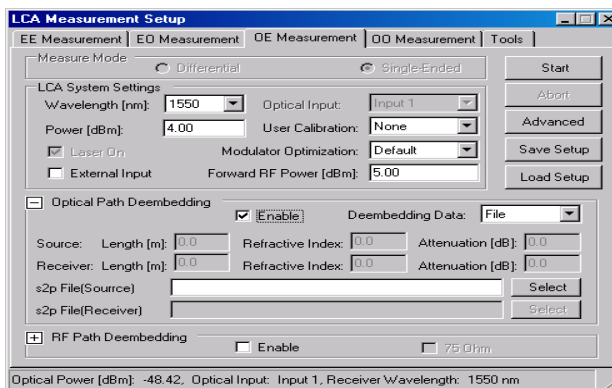 LCA Measurement Setup
EE Measurement EO Measurement OE Measurement OO Measurement Tools
Measure Mode
Differential Single-Ended Start
LCA System Settings
Wavelength [nm]: 1550 Optical Input: Input 1 Abort
Power [dBm]: 4.00 User Calibration: None Advanced
Laser On Modulator Optimization: Default Save Setup
External Input Forward RF Power [dBm]: 5.00 Load Setup
Optical Path Deembedding
Enable Deembedding Data: File
Source: Length [m]: 0.0 Refractive Index: 0.0 Attenuation [dB]: 0.0
Receiver: Length [m]: 0.0 Refractive Index: 0.0 Attenuation [dB]: 0.0
s2p File(Sourrce) Select
s2p File(Receiver) Select
RF Path Deembedding
Enable 75 Ohm
Optical Power [dBm]: -48.42, Optical Input: Input 1, Receiver Wavelength: 1550 nm